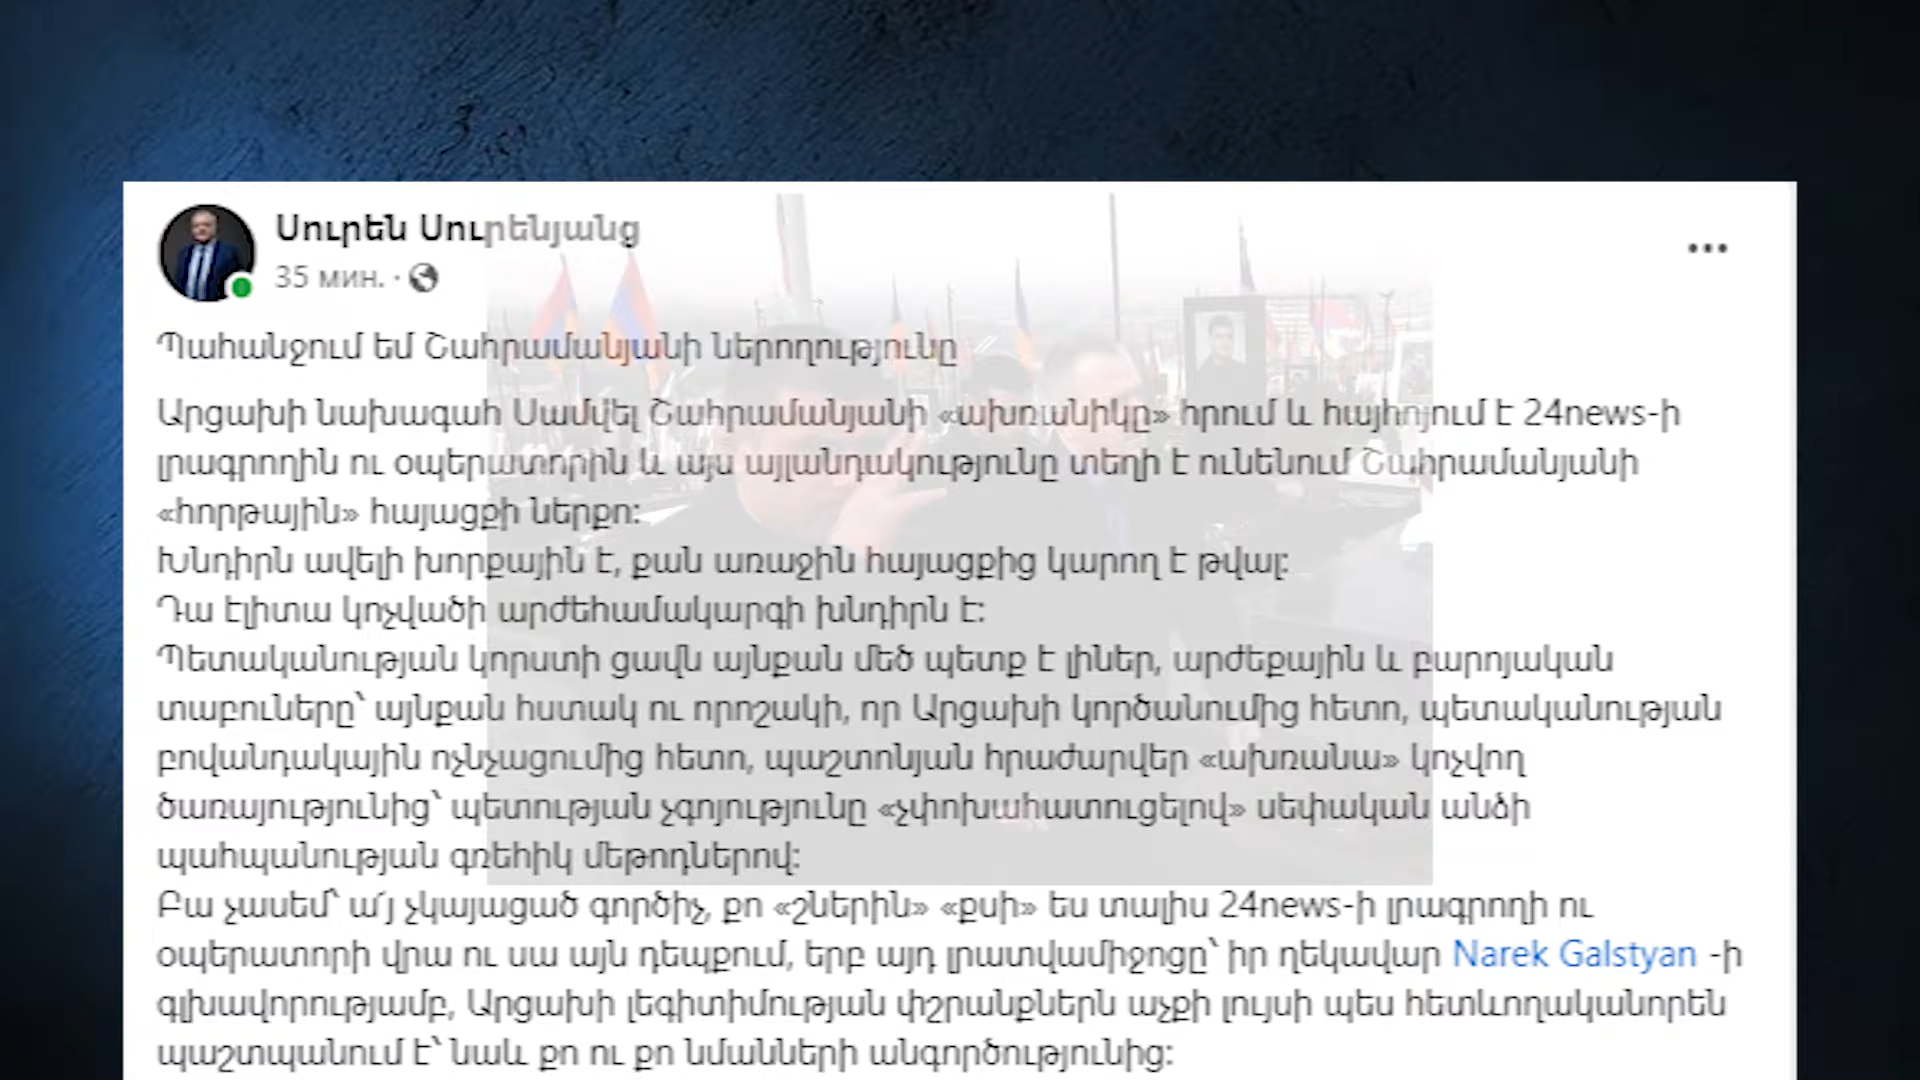 Սուրեն Սուրենյանց
35 мин. ·
Պահանջում եմ Շահրամանյանի ներողությունը
Արցախի նախագահ Սամվել Շահրամանյանի «ախռանիկը» հրում և հայհոյում է 24news-ի
լրագրողին ու օպերատորին և այս այլանդակությունը տեղի է ունենում Շահրամանյանի
«հորթային» հայացքի ներքո:
Խնդիրն ավելի խորքային է, քան առաջին հայացքից կարող է թվալ:
Դա էլիտա կոչվածի արժեհամակարգի խնդիրն է:
Պետականության կորստի ցավն այնքան մեծ պետք է լիներ, արժեքային և բարոյական
տաբուները՝ այնքան հստակ ու որոշակի, որ Արցախի կործանումից հետո, պետականության
բովանդակային ոչնչացումից հետո, պաշտոնյան հրաժարվեր «ախռանա» կոչվող
ծառայությունից՝ պետության չգոյությունը «չփոխահատուցելով» սեփական անձի
պահպանության գռեհիկ մեթոդներով:
Բա չասեմ՝ ա՛յ չկայացած գործիչ, քո «շներին» «քսի» ես տալիս 24news-ի լրագրողի ու
օպերատորի վրա ու սա այն դեպքում, երբ այդ լրատվամիջոցը՝ իր ղեկավար Narek Galstyan -ի
գլխավորությամբ, Արցախի լեգիտիմության փշրանքներն աչքի լույսի պես հետևողականորեն
պաշտպանում է՝ նաև քո ու քո նմանների անգործությունից: